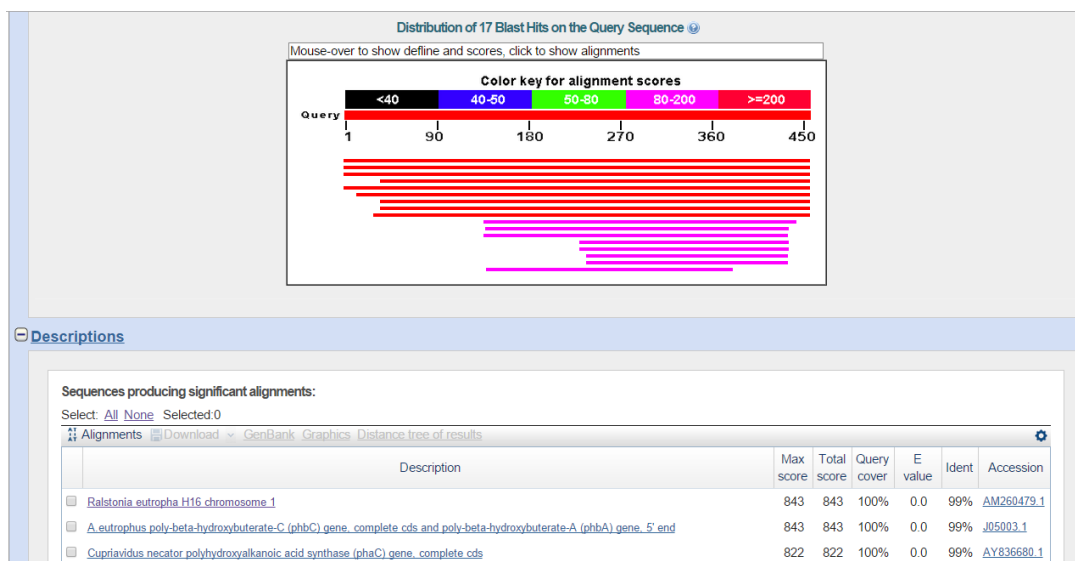 Distribution of 17 Blast Hits on the Query Sequence
Mouse-over to show defline and scores, click to show alignments
Color key for alignment scores
<40 40-50 50-80 80-200 >=200
Query
1 90 180 270 360 450
Descriptions
Sequences producing significant alignments:
Select: All None Selected:0
Alignments Download GenBank Graphics Distance tree of results
Description Max score Total score Query cover E value Ident Accession
Ralstonia eutropha H16 chromosome 1 843 843 100% 0.0 99% AM260479.1
A.eutrophus poly-beta-hydroxybuterate-C (phbC) gene, complete cds and poly-beta-hydroxybuterate-A (phbA) gene, 5' end 843 843 100% 0.0 99% J05003.1
Cupriavidus necator polyhydroxyalkanoic acid synthase (phaC) gene, complete cds 822 822 100% 0.0 99% AY836680.1